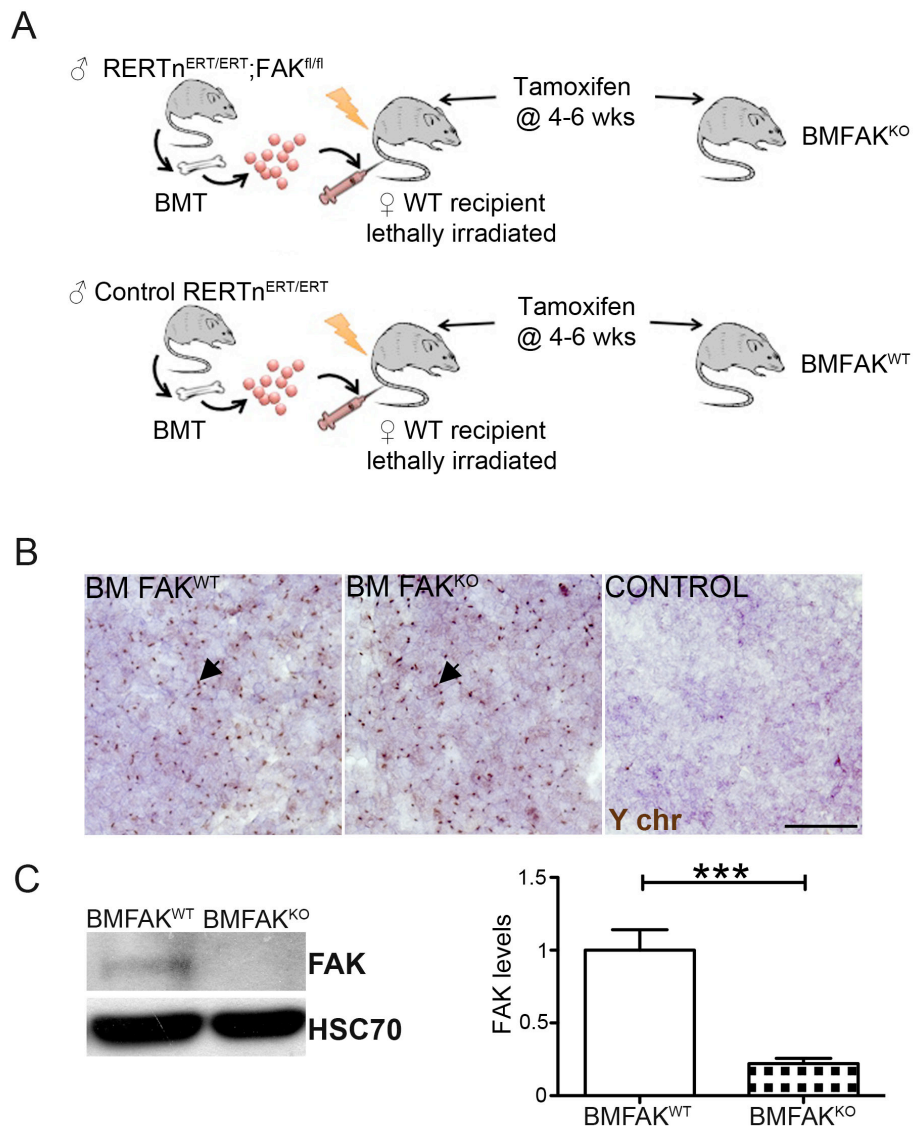 A
♂ RERTn^ERT/ERT;FAK^fl/fl
Tamoxifen
@ 4-6 wks
BMFAK^KO
BMT
♀ WT recipient
lethally irradiated
♂ Control RERTn^ERT/ERT
Tamoxifen
@ 4-6 wks
BMFAK^WT
BMT
♀ WT recipient
lethally irradiated
B
BM FAK^WT
BM FAK^KO
CONTROL
Y chr
C
BMFAK^WT BMFAK^KO
FAK
HSC70
***
FAK levels
1.5
1
0.5
0
BMFAK^WT
BMFAK^KO